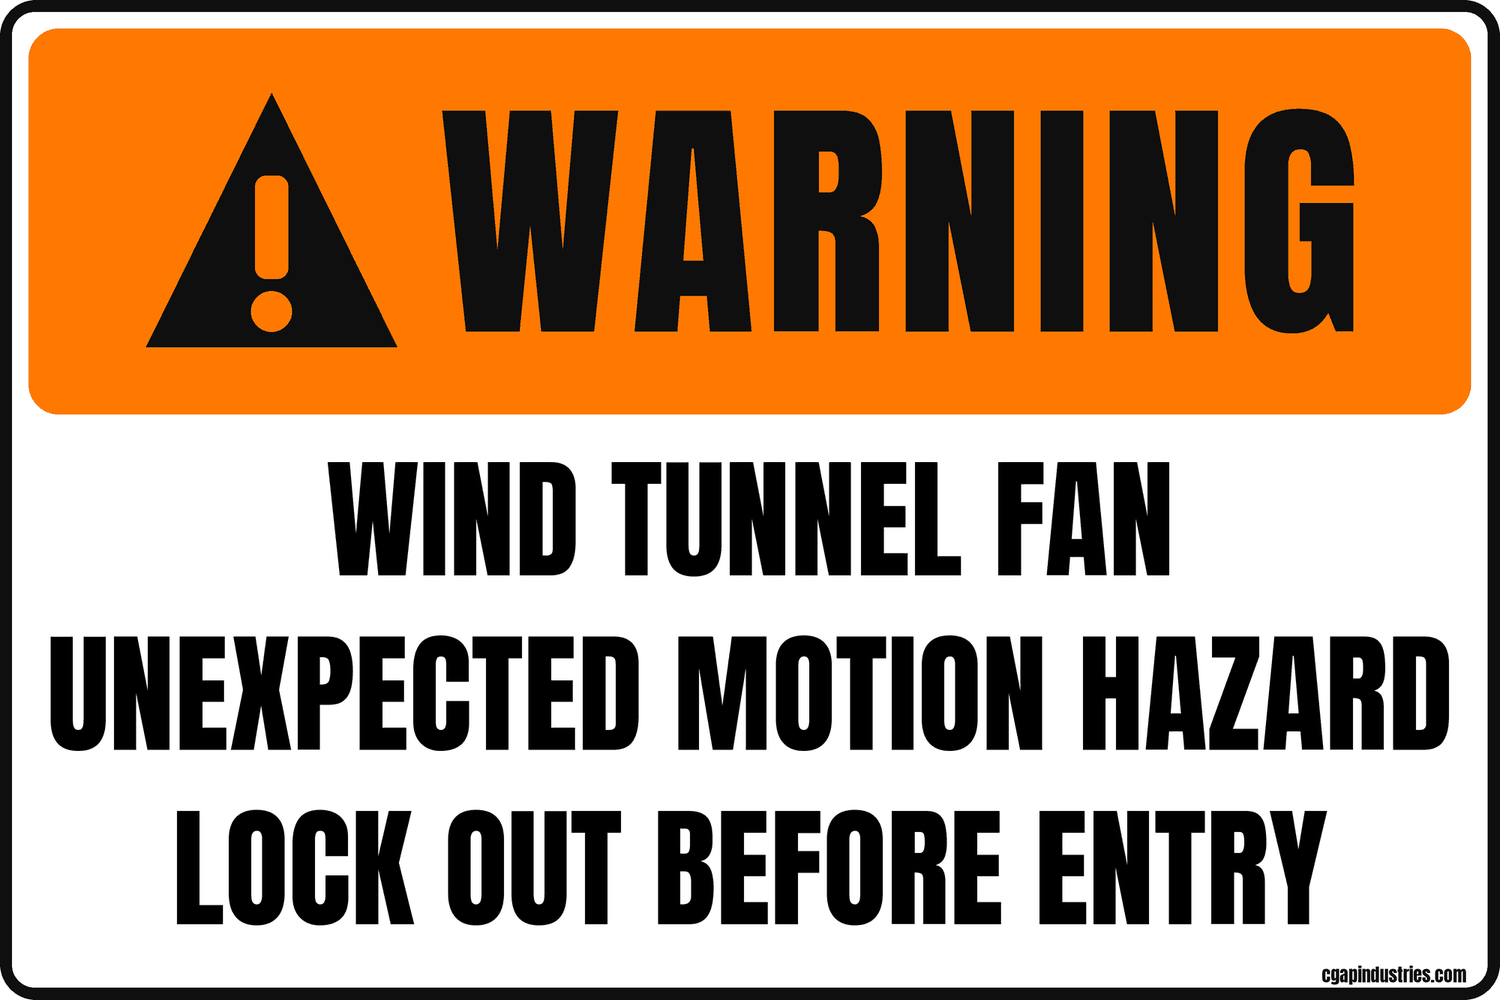 WARNING
WIND TUNNEL FAN
UNEXPECTED MOTION HAZARD
LOCK OUT BEFORE ENTRY
cgapindustries.com